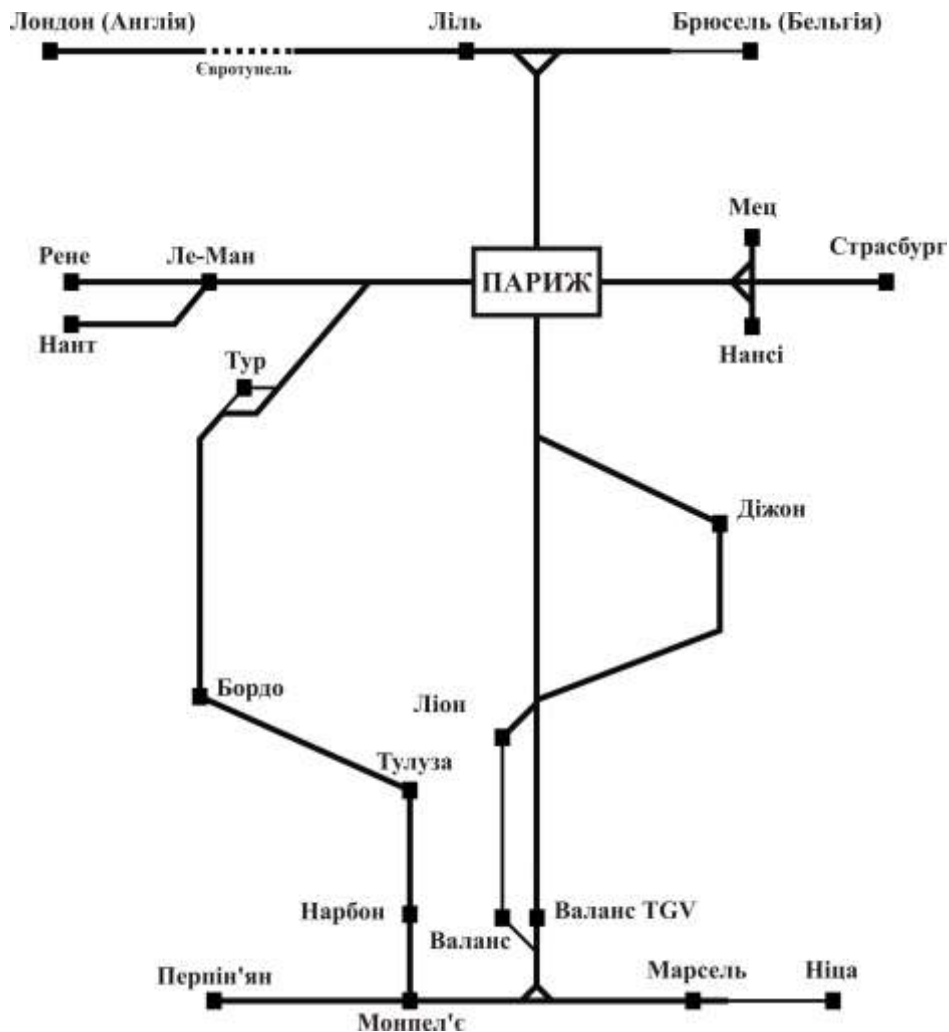 Лондон (Англія)
Ліль
Брюсель (Бельгія)
Євротунель
Мец
Рене
Ле-Ман
ПАРИЖ
Страсбург
Нант
Нансі
Тур
Діжон
Бордо
Ліон
Тулуза
Нарбон
Валанс
Валанс TGV
Перпін'ян
Марсель
Ніца
Монпел'є